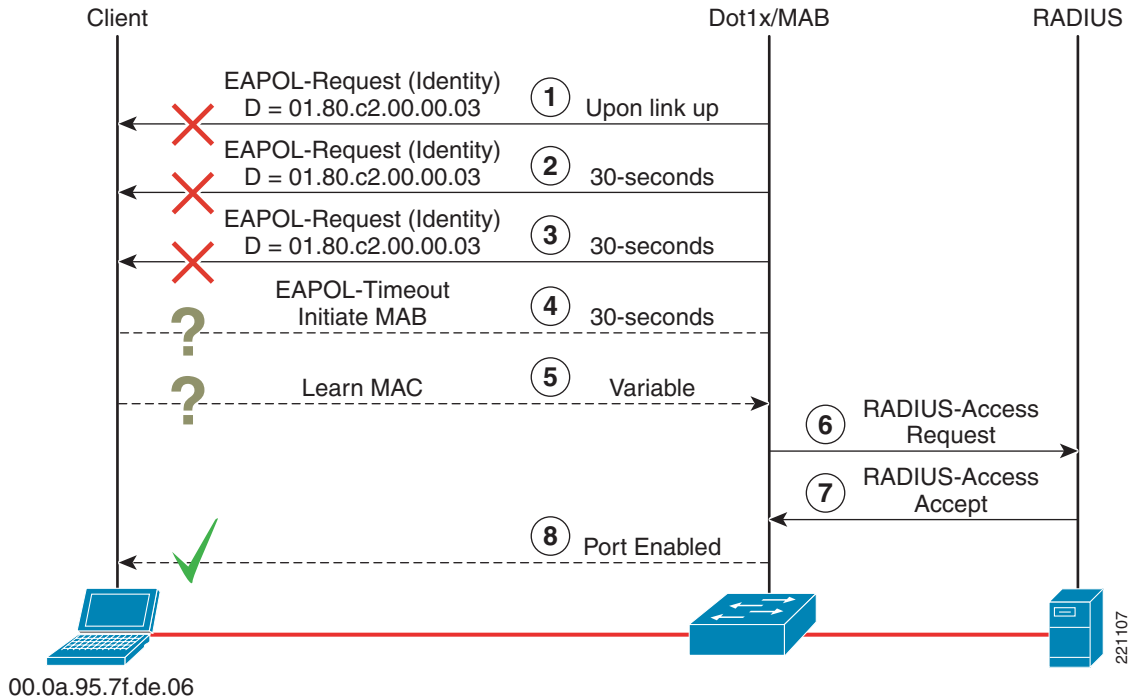 Client
Dot1x/MAB
RADIUS
EAPOL-Request (Identity)
D = 01.80.c2.00.00.03
1
Upon link up
EAPOL-Request (Identity)
D = 01.80.c2.00.00.03
2
30-seconds
EAPOL-Request (Identity)
D = 01.80.c2.00.00.03
3
30-seconds
EAPOL-Timeout
Initiate MAB
4
30-seconds
?
Learn MAC
5
Variable
?
6
RADIUS-Access
Request
7
RADIUS-Access
Accept
8
Port Enabled
00.0a.95.7f.de.06
221107